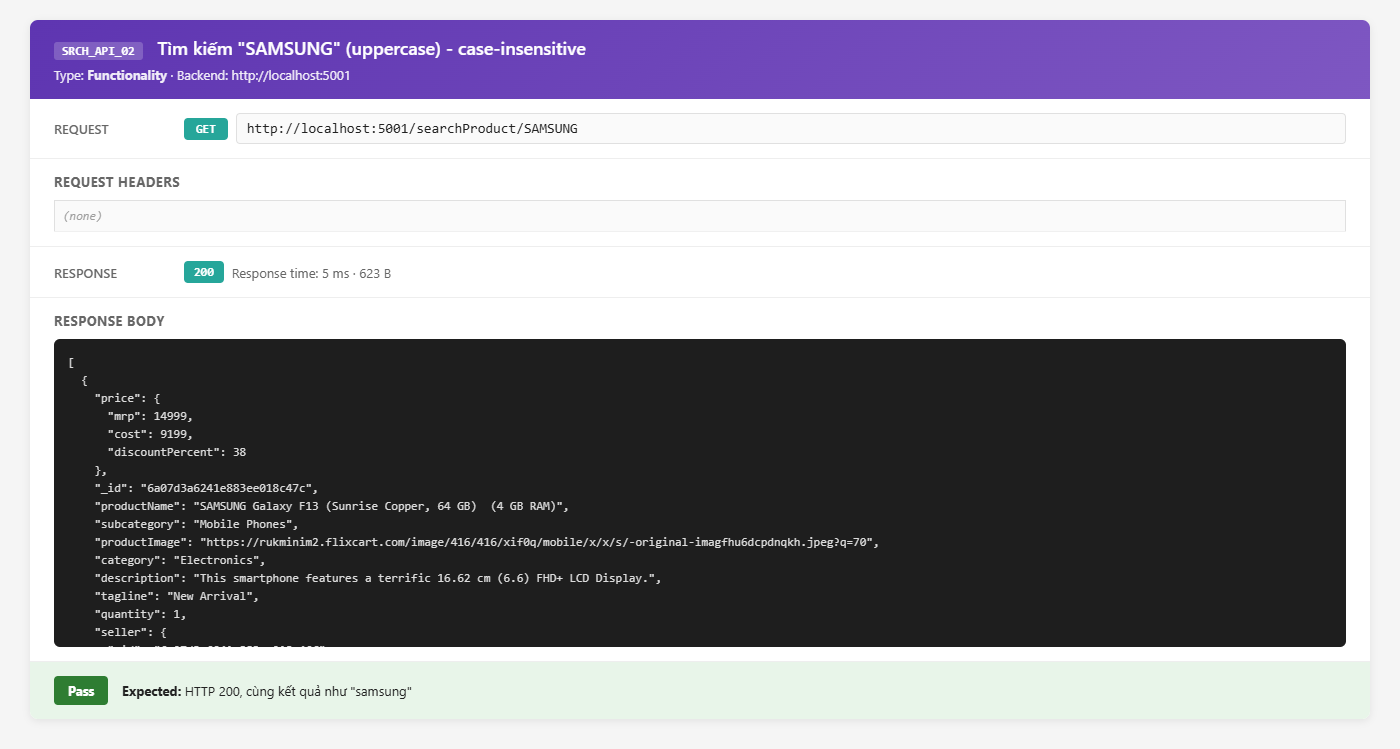 SRCH_API_02 Tìm kiếm "SAMSUNG" (uppercase) - case-insensitive
Type: Functionality · Backend: http://localhost:5001
REQUEST GET http://localhost:5001/searchProduct/SAMSUNG
REQUEST HEADERS
(none)
RESPONSE 200 Response time: 5 ms · 623 B
RESPONSE BODY
[
  {
    "price": {
      "mrp": 14999,
      "cost": 9199,
      "discountPercent": 38
    },
    "_id": "6a07d3a6241e883ee018c47c",
    "productName": "SAMSUNG Galaxy F13 (Sunrise Copper, 64 GB)  (4 GB RAM)",
    "subcategory": "Mobile Phones",
    "productImage": "https://rukminim2.flixcart.com/image/416/416/xif0q/mobile/x/x/s/-original-imagfhu6dcpdnqkh.jpeg?q=70",
    "category": "Electronics",
    "description": "This smartphone features a terrific 16.62 cm (6.6) FHD+ LCD Display.",
    "tagline": "New Arrival",
    "quantity": 1,
    "seller": {
Pass Expected: HTTP 200, cùng kết quả như "samsung"